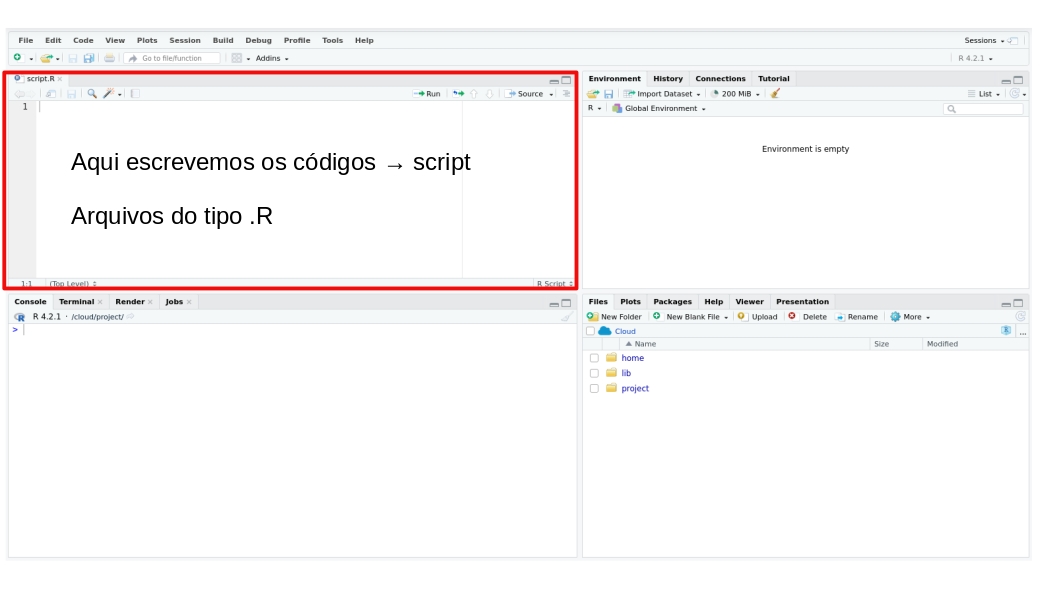 File Edit Code View Plots Session Build Debug Profile Tools Help Sessions
Go to file/function Addins R 4.2.1
script.R
Run Source
1
Aqui escrevemos os códigos → script
Arquivos do tipo .R
1:1 (Top Level) R Script
Environment History Connections Tutorial
Import Dataset 200 MiB List
R Global Environment
Environment is empty
Console Terminal Render Jobs
R 4.2.1 · /cloud/project/
>
Files Plots Packages Help Viewer Presentation
New Folder New Blank File Upload Delete Rename More
Cloud ...
Name Size Modified
home
lib
project